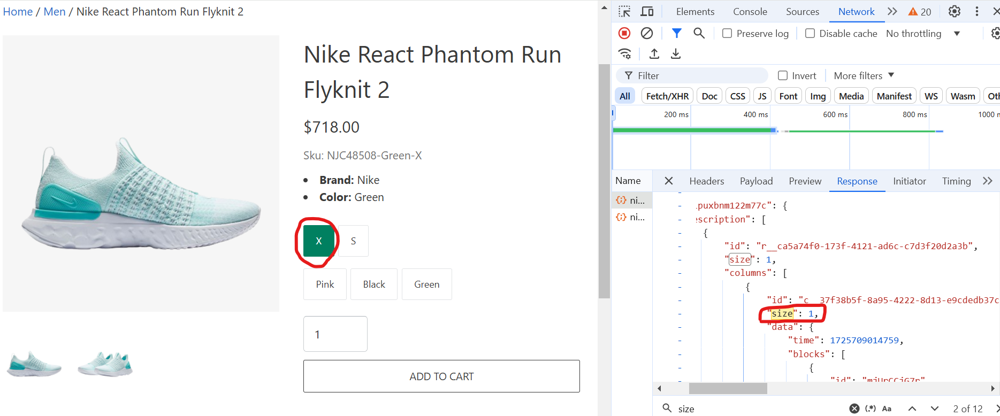 Home / Men / Nike React Phantom Run Flyknit 2
Nike React Phantom Run
Flyknit 2
$718.00
Sku: NJC48508-Green-X
Brand: Nike
Color: Green
X
S
Pink
Black
Green
1
ADD TO CART
Elements
Console
Sources
Network
20
Preserve log
Disable cache
No throttling
Filter
Invert
More filters
All
Fetch/XHR
Doc
CSS
JS
Font
Img
Media
Manifest
WS
Wasm
Oth
200 ms
400 ms
600 ms
800 ms
1000 m
Name
Headers
Payload
Preview
Response
Initiator
Timing
ni...
ni...
.puxbnm122m77c": {
escription": [
{
"id": "r__ca5a74f0-173f-4121-ad6c-c7d3f20d2a3b",
"size": 1,
"columns": [
{
"id": "c__37f38b5f-8a95-4222-8d13-e9cdedb37c
"size": 1,
"data": {
"time": 1725709014759,
"blocks": [
{
"id": "mjUrCCjG7r"
size
(.*)
Aa
2 of 12